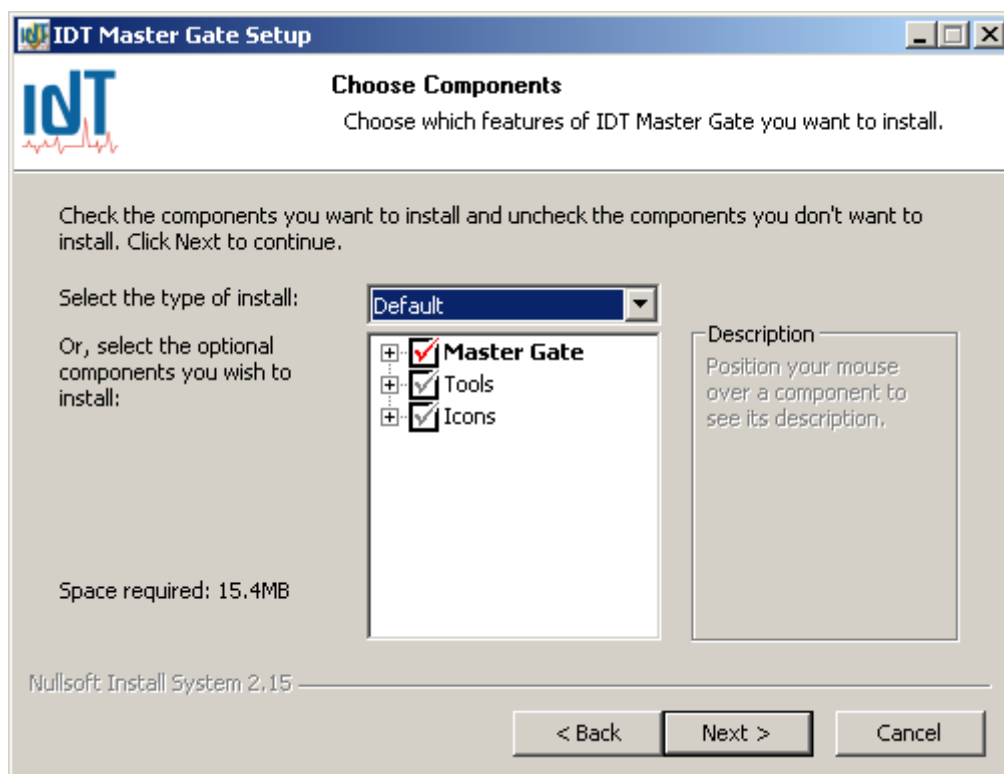 IDT Master Gate Setup
IDT
Choose Components
Choose which features of IDT Master Gate you want to install.
Check the components you want to install and uncheck the components you don't want to
install. Click Next to continue.
Select the type of install:
Default
Or, select the optional
components you wish to
install:
Master Gate
Tools
Icons
Description
Position your mouse
over a component to
see its description.
Space required: 15.4MB
Nullsoft Install System 2.15
< Back
Next >
Cancel